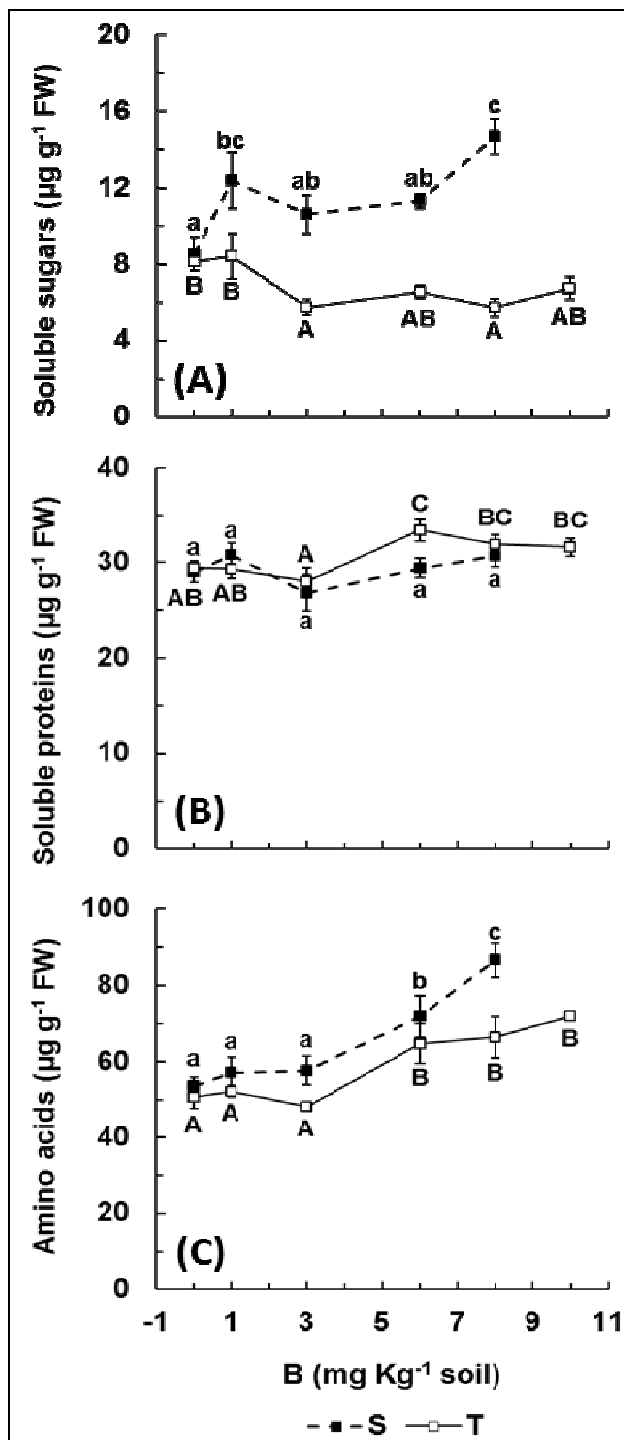 20
16
12
8
4
0
Soluble sugars (µg g-1 FW)
a
bc
ab
ab
c
B
B
A
AB
A
AB
(A)
40
30
20
10
0
Soluble proteins (µg g-1 FW)
a
a
A
C
BC
BC
AB
AB
a
a
a
(B)
100
80
60
40
20
0
Amino acids (µg g-1 FW)
a
a
a
b
c
A
A
A
B
B
B
(C)
-1 1 3 5 7 9 11
B (mg Kg-1 soil)
S T